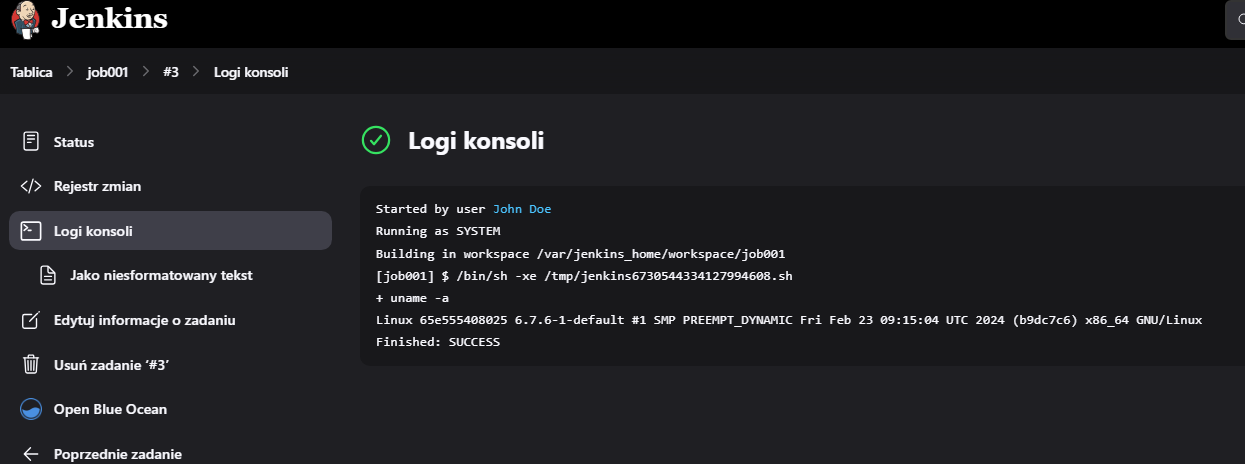 Jenkins
Tablica > job001 > #3 > Logi konsoli
Status
Rejestr zmian
Logi konsoli
Jako niesformatowany tekst
Edytuj informacje o zadaniu
Usuń zadanie ‘#3’
Open Blue Ocean
Poprzednie zadanie
Logi konsoli
Started by user John Doe
Running as SYSTEM
Building in workspace /var/jenkins_home/workspace/job001
[job001] $ /bin/sh -xe /tmp/jenkins6730544334127994608.sh
+ uname -a
Linux 65e555408025 6.7.6-1-default #1 SMP PREEMPT_DYNAMIC Fri Feb 23 09:15:04 UTC 2024 (b9dc7c6) x86_64 GNU/Linux
Finished: SUCCESS